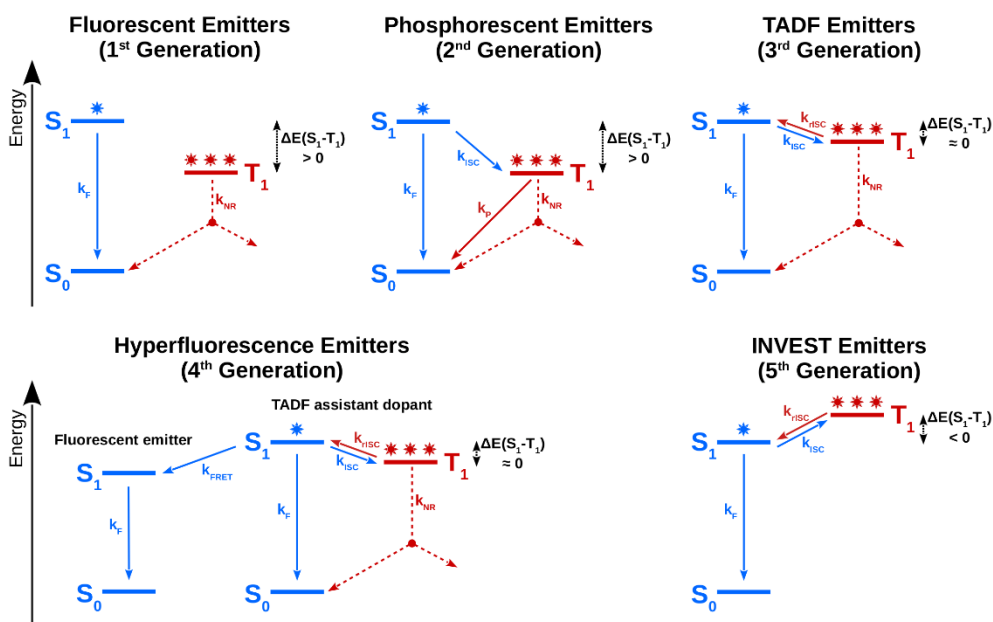 Fluorescent Emitters
(1st Generation)
Energy
S1
kF
S0
T1
kNR
ΔE(S1-T1)
> 0
Phosphorescent Emitters
(2nd Generation)
S1
kISC
kF
kP
S0
T1
kNR
ΔE(S1-T1)
> 0
TADF Emitters
(3rd Generation)
S1
krISC
kISC
kF
S0
T1
kNR
ΔE(S1-T1)
≈ 0
Hyperfluorescence Emitters
(4th Generation)
Energy
Fluorescent emitter
S1
kF
S0
kFRET
TADF assistant dopant
S1
krISC
kISC
kF
S0
T1
kNR
ΔE(S1-T1)
≈ 0
INVEST Emitters
(5th Generation)
S1
krISC
kISC
kF
S0
T1
ΔE(S1-T1)
< 0